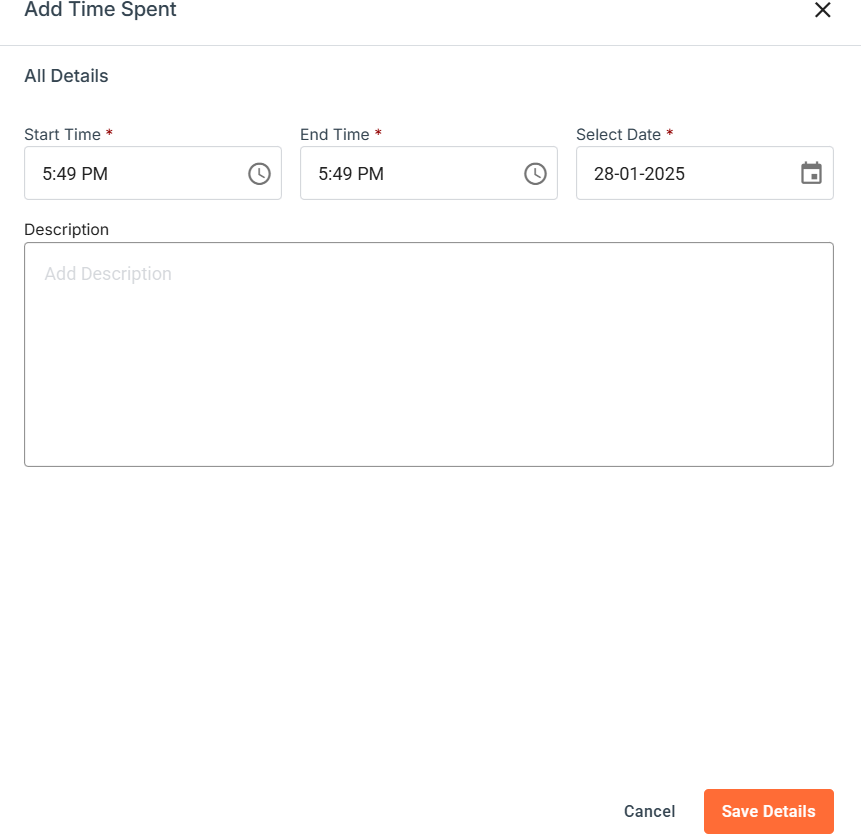 Add Time Spent
All Details
Start Time * End Time * Select Date *
5:49 PM 5:49 PM 28-01-2025
Description
Add Description
Cancel Save Details